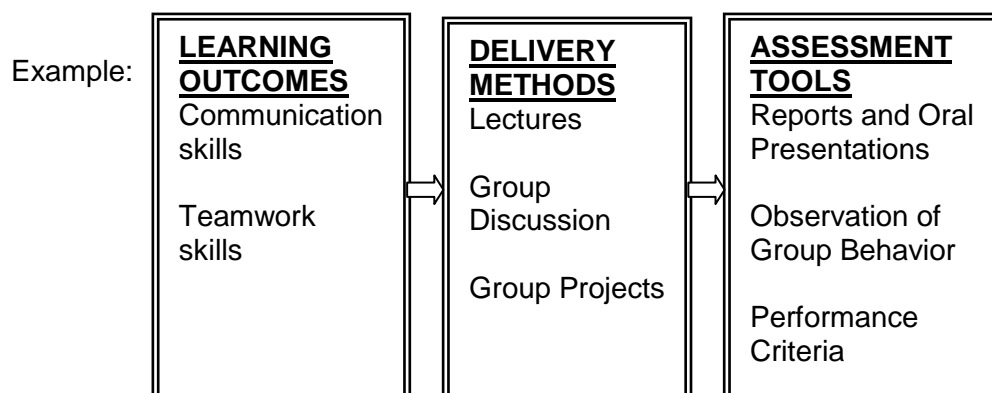 Example:
LEARNING
OUTCOMES
Communication
skills
Teamwork
skills
DELIVERY
METHODS
Lectures
Group
Discussion
Group Projects
ASSESSMENT
TOOLS
Reports and Oral
Presentations
Observation of
Group Behavior
Performance
Criteria